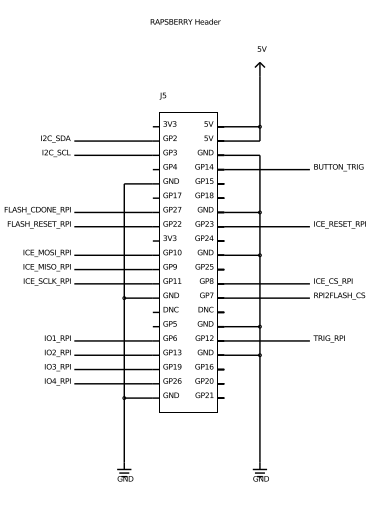 RAPSBERRY Header
5V
J5
3V3 5V
I2C_SDA GP2 5V
I2C_SCL GP3 GND
GP4 GP14 BUTTON_TRIG
GND GP15
GP17 GP18
FLASH_CDONE_RPI GP27 GND
FLASH_RESET_RPI GP22 GP23 ICE_RESET_RPI
3V3 GP24
ICE_MOSI_RPI GP10 GND
ICE_MISO_RPI GP9 GP25
ICE_SCLK_RPI GP11 GP8 ICE_CS_RPI
GND GP7 RPI2FLASH_CS
DNC DNC
GP5 GND
IO1_RPI GP6 GP12 TRIG_RPI
IO2_RPI GP13 GND
IO3_RPI GP19 GP16
IO4_RPI GP26 GP20
GND GP21
GND GND